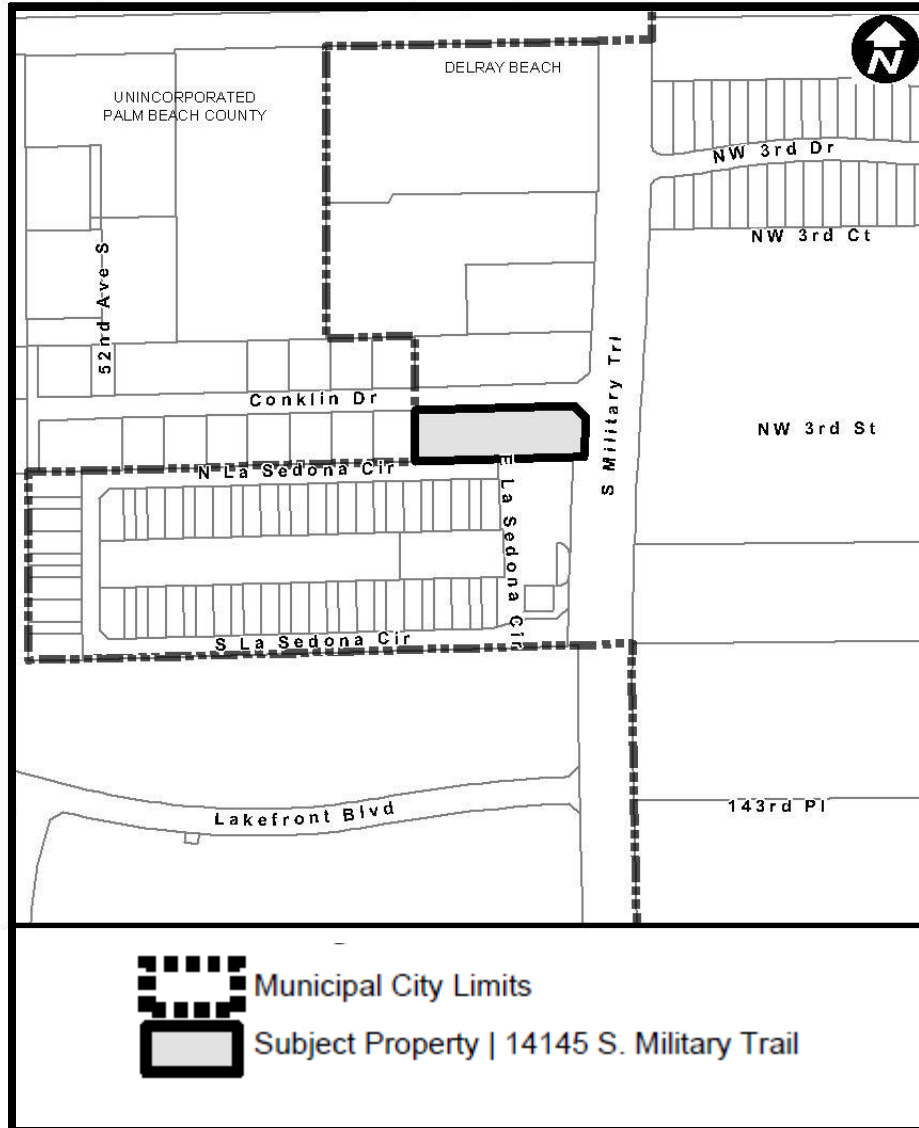 N
DELRAY BEACH
UNINCORPORATED
PALM BEACH COUNTY
NW 3rd Dr
NW 3rd Ct
52nd Ave S
S Military Trl
Conklin Dr
NW 3rd St
N La Sedona Cir
E La Sedona Cir
S La Sedona Cir
Lakefront Blvd
143rd Pl
Municipal City Limits
Subject Property | 14145 S. Military Trail